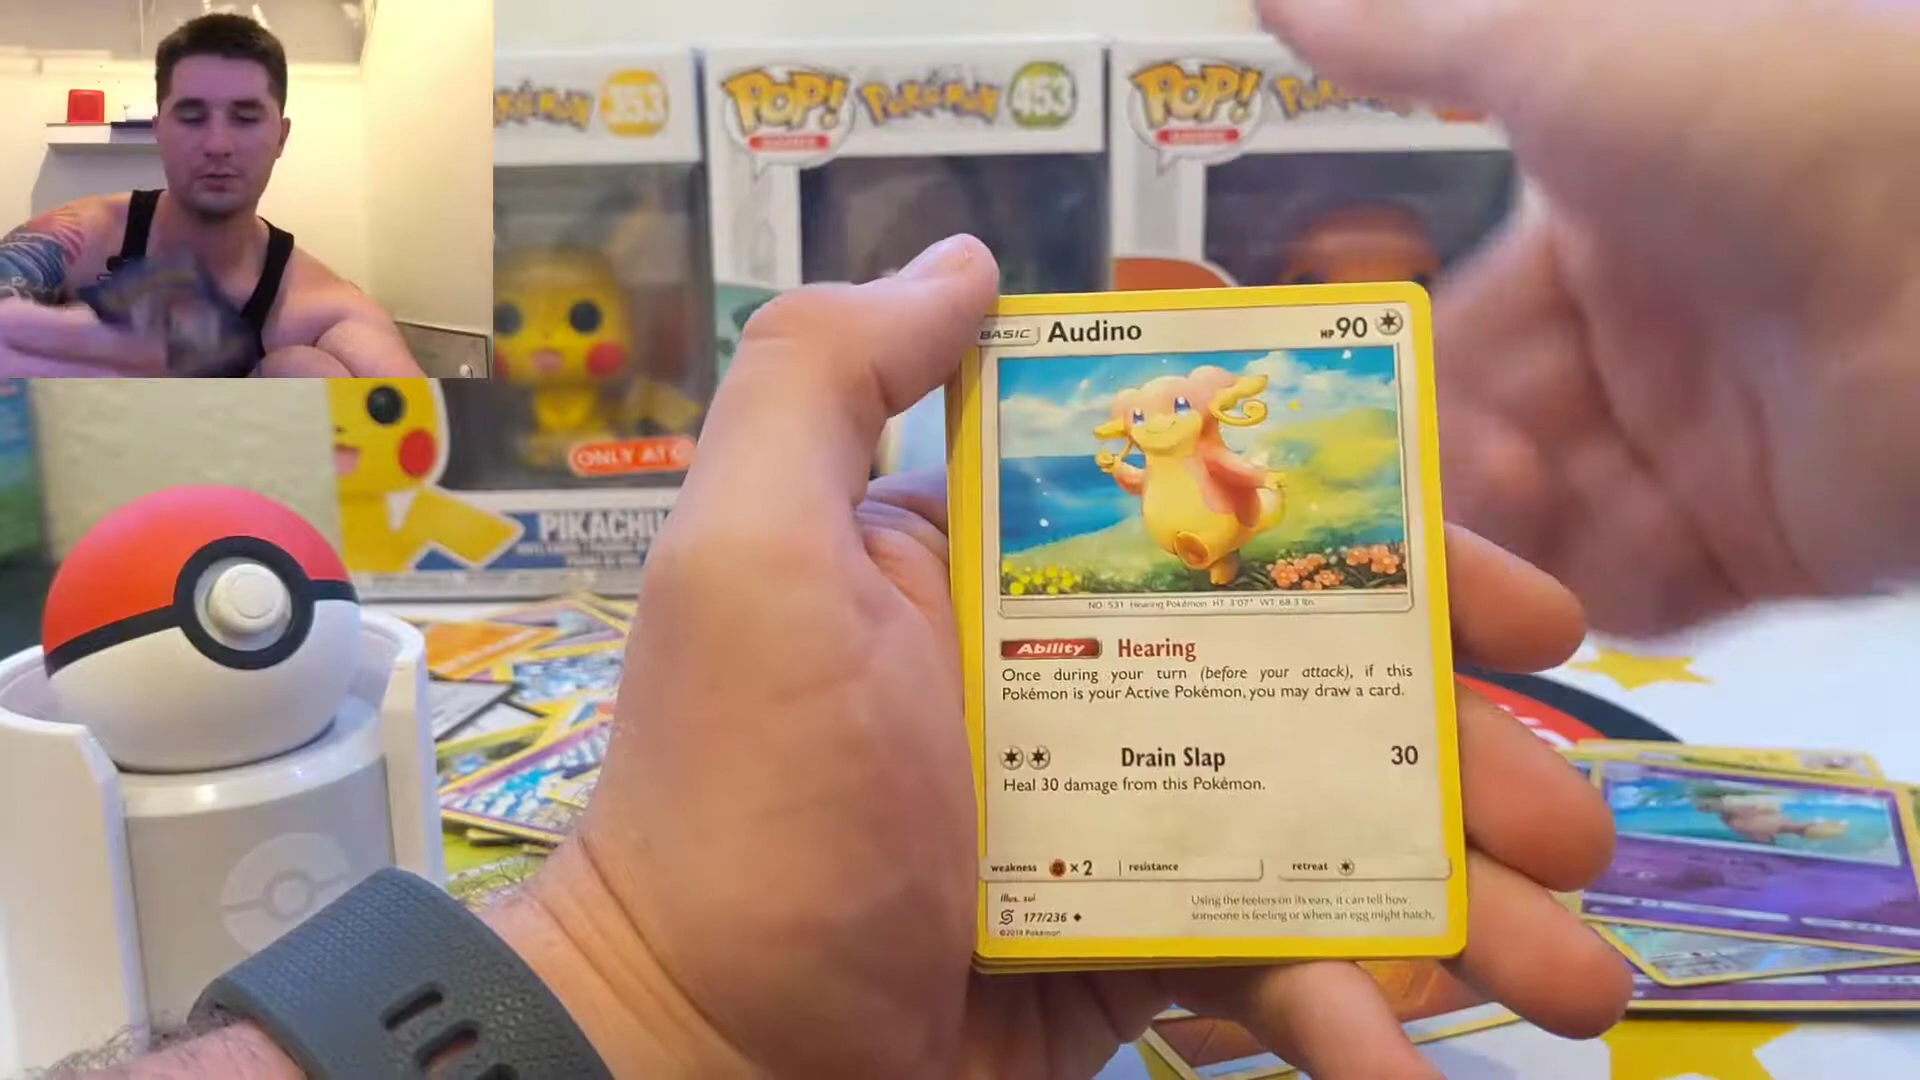 POKéMON 353
POP! POKéMON 453
POP!
ONLY AT
PIKACHU
BASIC Audino HP 90
NO. 531 Hearing Pokémon HT: 3'07" WT: 68.3 lbs.
Ability Hearing
Once during your turn (before your attack), if this
Pokémon is your Active Pokémon, you may draw a card.
Drain Slap 30
Heal 30 damage from this Pokémon.
weakness ×2 resistance retreat
Illus. sui
177/236
©2019 Pokémon
Using the feelers on its ears, it can tell how
someone is feeling or when an egg might hatch.